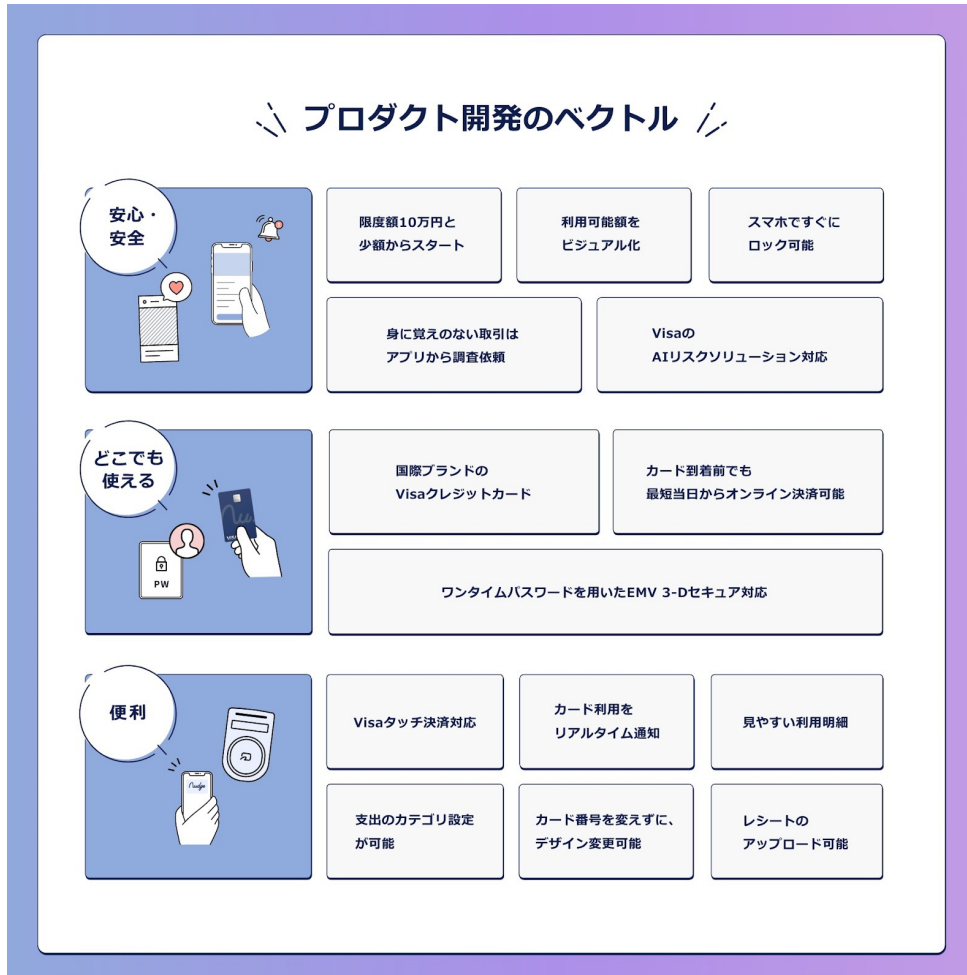 プロダクト開発のベクトル
安心・
安全
限度額10万円と
少額からスタート
利用可能額を
ビジュアル化
スマホですぐに
ロック可能
身に覚えのない取引は
アプリから調査依頼
Visaの
AIリスクソリューション対応
どこでも
使える
PW
国際ブランドの
Visaクレジットカード
カード到着前でも
最短当日からオンライン決済可能
ワンタイムパスワードを用いたEMV 3-Dセキュア対応
便利
Nudge
Visaタッチ決済対応
カード利用を
リアルタイム通知
見やすい利用明細
支出のカテゴリ設定
が可能
カード番号を変えずに、
デザイン変更可能
レシートの
アップロード可能